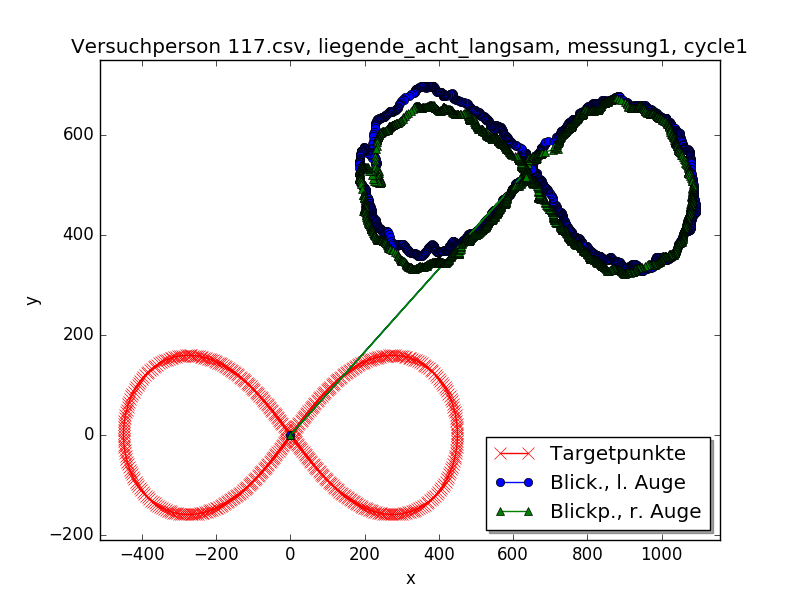 Versuchperson 117.csv, liegende_acht_langsam, messung1, cycle1
600
400
200
0
−200
y
−400
−200
0
200
400
600
800
1000
x
Targetpunkte
Blick., l. Auge
Blickp., r. Auge